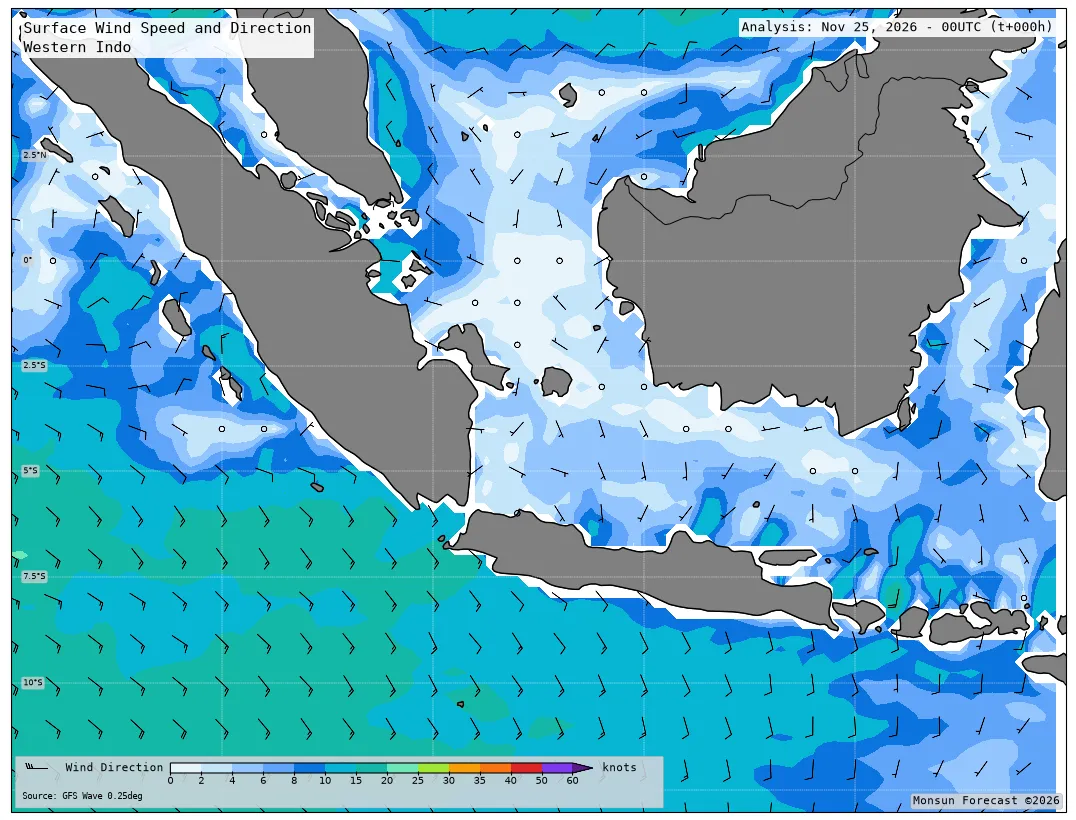 Surface Wind Speed and Direction
Western Indo
Analysis: Nov 25, 2026 - 00UTC (t+000h)
2.5°N
0°
2.5°S
5°S
7.5°S
10°S
Wind Direction
0 2 4 6 8 10 15 20 25 30 35 40 50 60
knots
Source: GFS Wave 0.25deg
Monsun Forecast ©2026